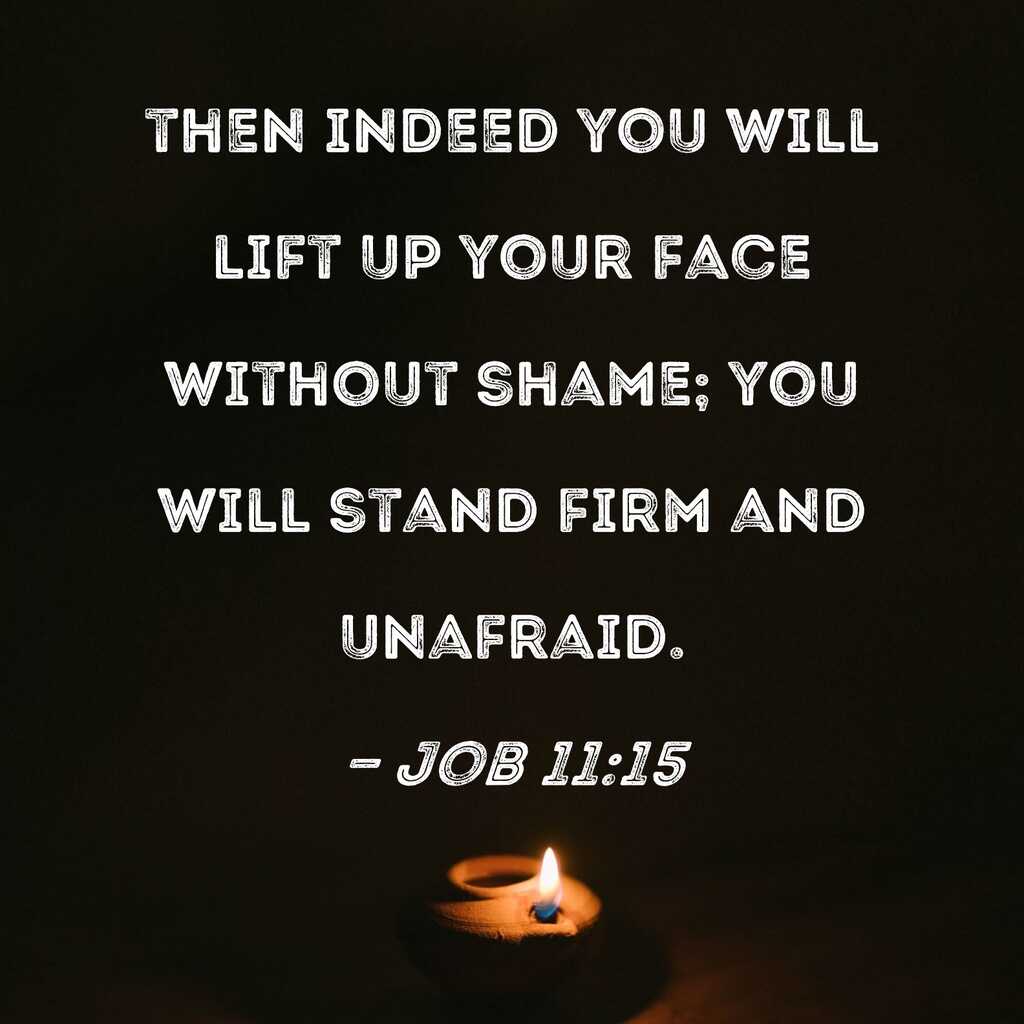 THEN INDEED YOU WILL
LIFT UP YOUR FACE
WITHOUT SHAME; YOU
WILL STAND FIRM AND
UNAFRAID.
- JOB 11:15